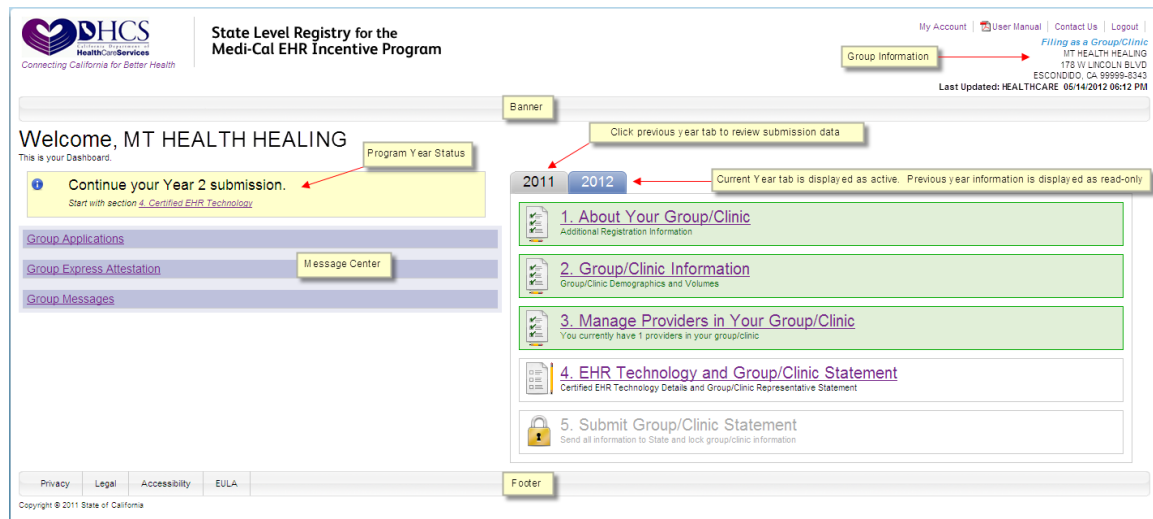 DHCS
California Department of
HealthCareServices
Connecting California for Better Health
State Level Registry for the
Medi-Cal EHR Incentive Program
My Account | User Manual | Contact Us | Logout |
Filing as a Group/Clinic
Group Information
MT HEALTH HEALING
178 W LINCOLN BLVD
ESCONDIDO, CA 99999-8343
Last Updated: HEALTHCARE 05/14/2012 06:12 PM
Banner
Welcome, MT HEALTH HEALING
This is your Dashboard.
Program Year Status
Continue your Year 2 submission.
Start with section 4. Certified EHR Technology
Group Applications
Group Express Attestation
Message Center
Group Messages
Click previous year tab to review submission data
2011 2012
Current Year tab is displayed as active. Previous year information is displayed as read-only
1. About Your Group/Clinic
Additional Registration Information
2. Group/Clinic Information
Group/Clinic Demographics and Volumes
3. Manage Providers in Your Group/Clinic
You currently have 1 providers in your group/clinic
4. EHR Technology and Group/Clinic Statement
Certified EHR Technology Details and Group/Clinic Representative Statement
5. Submit Group/Clinic Statement
Send all information to State and lock group/clinic information
Privacy Legal Accessibility EULA
Footer
Copyright © 2011 State of California